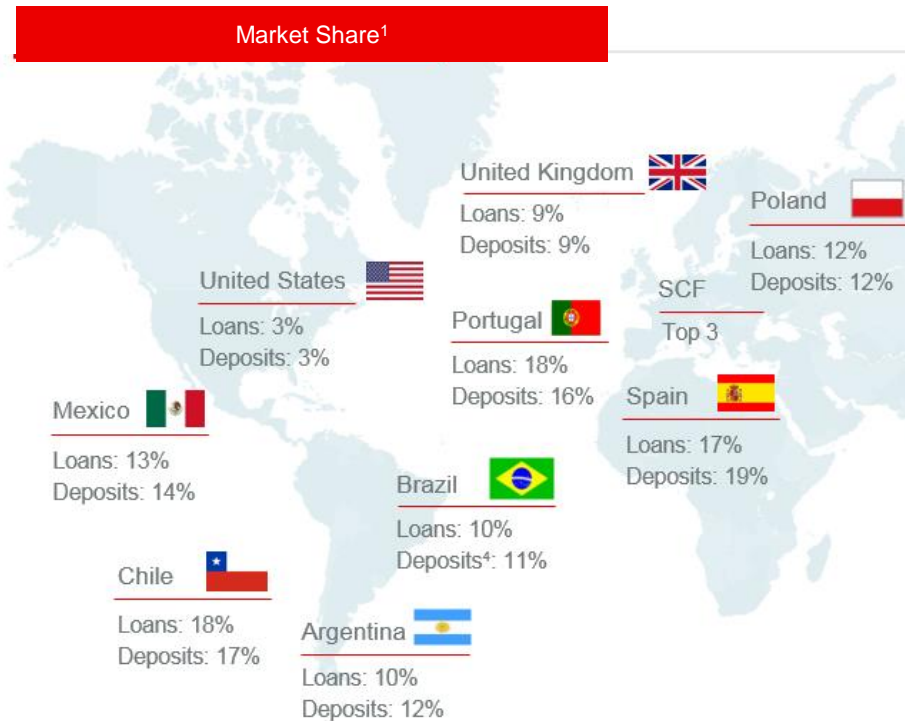 Market Share¹
United Kingdom
Loans: 9%
Deposits: 9%
Poland
Loans: 12%
Deposits: 12%
United States
Loans: 3%
Deposits: 3%
SCF
Top 3
Portugal
Loans: 18%
Deposits: 16%
Spain
Loans: 17%
Deposits: 19%
Mexico
Loans: 13%
Deposits: 14%
Brazil
Loans: 10%
Deposits⁴: 11%
Chile
Loans: 18%
Deposits: 17%
Argentina
Loans: 10%
Deposits: 12%